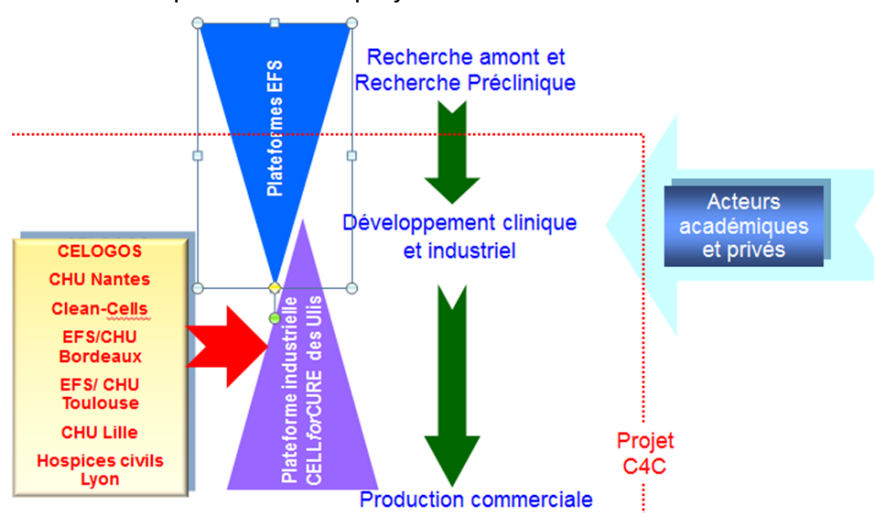 Plateformes EFS
Recherche amont et
Recherche Préclinique
Développement clinique
et industriel
Production commerciale
Plateforme industrielle
CELLforCURE des Ulis
CELOGOS
CHU Nantes
Clean-Cells
EFS/CHU
Bordeaux
EFS/ CHU
Toulouse
CHU Lille
Hospices civils
Lyon
Acteurs
académiques
et privés
Projet
C4C